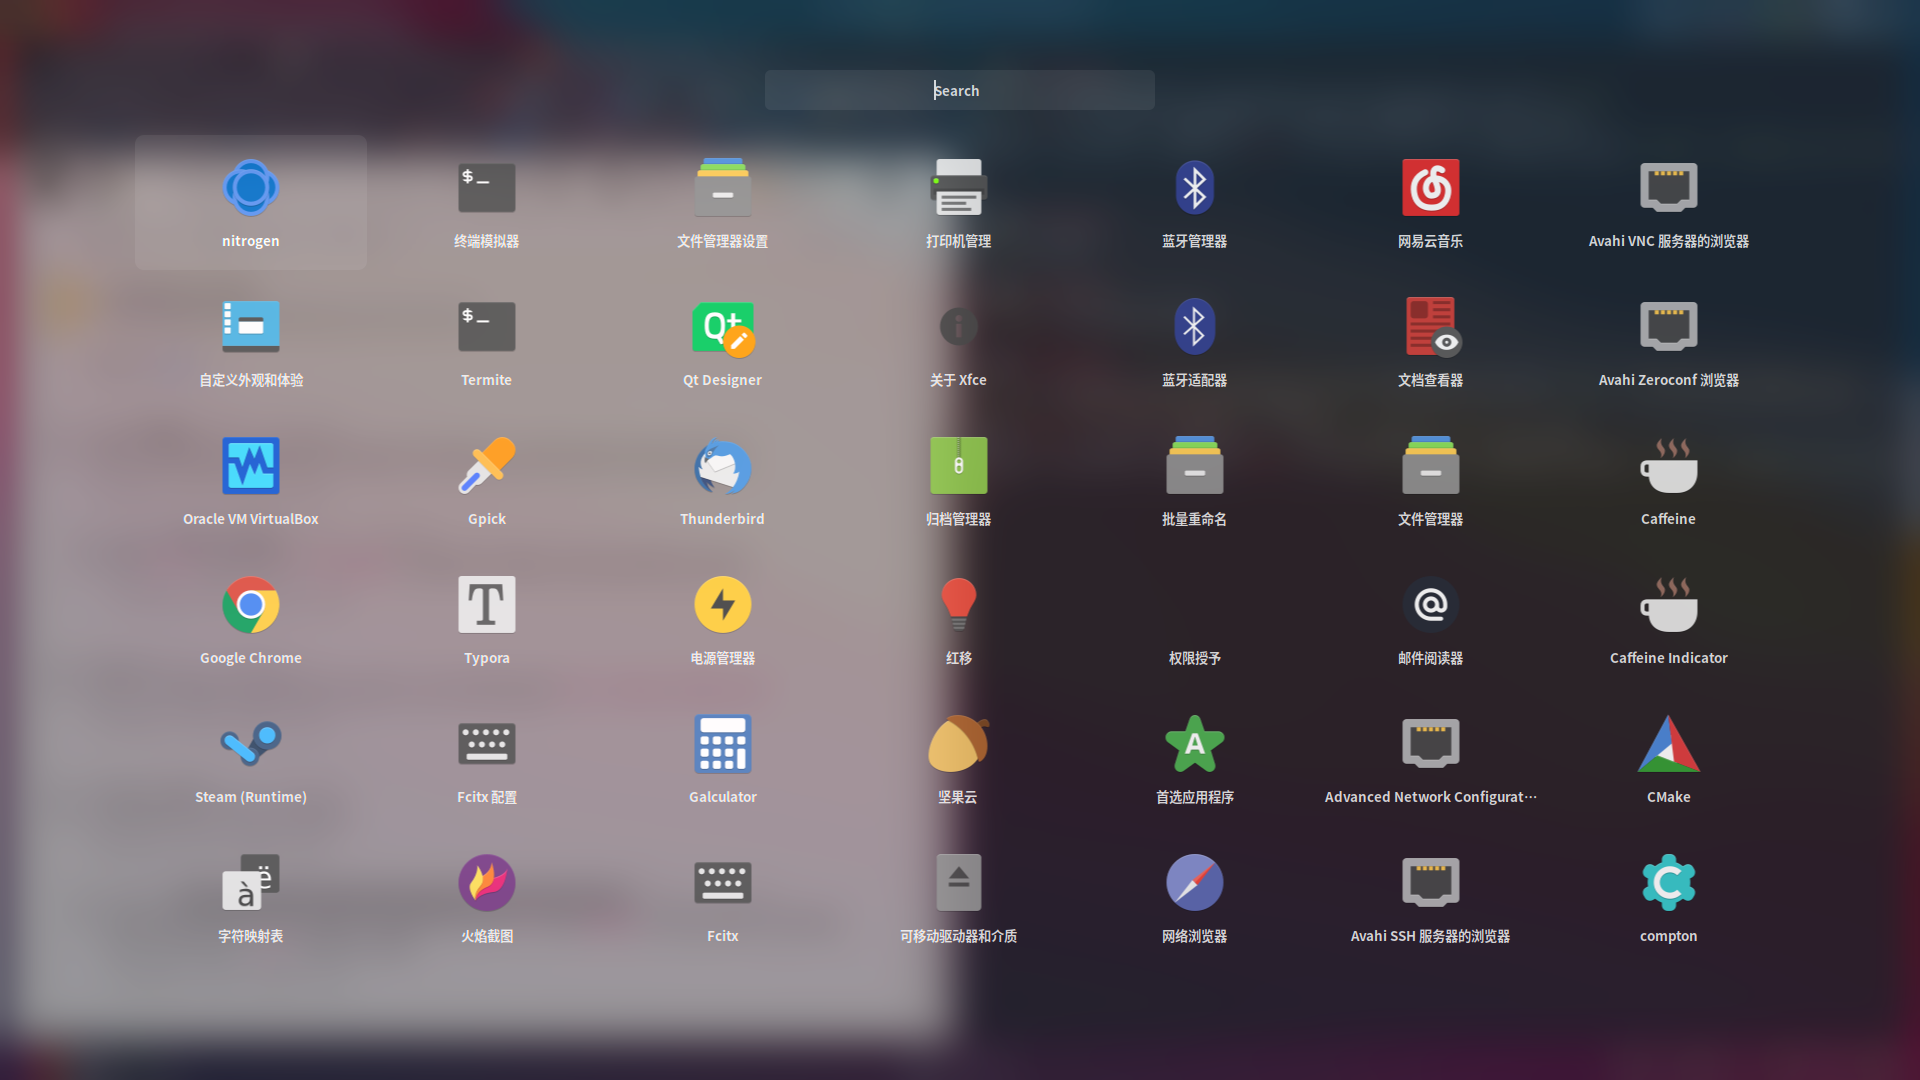 Search
nitrogen
终端模拟器
文件管理器设置
打印机管理
蓝牙管理器
网易云音乐
Avahi VNC 服务器的浏览器
自定义外观和体验
Termite
Qt Designer
关于 Xfce
蓝牙适配器
文档查看器
Avahi Zeroconf 浏览器
Oracle VM VirtualBox
Gpick
Thunderbird
归档管理器
批量重命名
文件管理器
Caffeine
Google Chrome
Typora
电源管理器
红移
权限授予
邮件阅读器
Caffeine Indicator
Steam (Runtime)
Fcitx 配置
Galculator
坚果云
首选应用程序
Advanced Network Configurat···
CMake
字符映射表
火焰截图
Fcitx
可移动驱动器和介质
网络浏览器
Avahi SSH 服务器的浏览器
compton